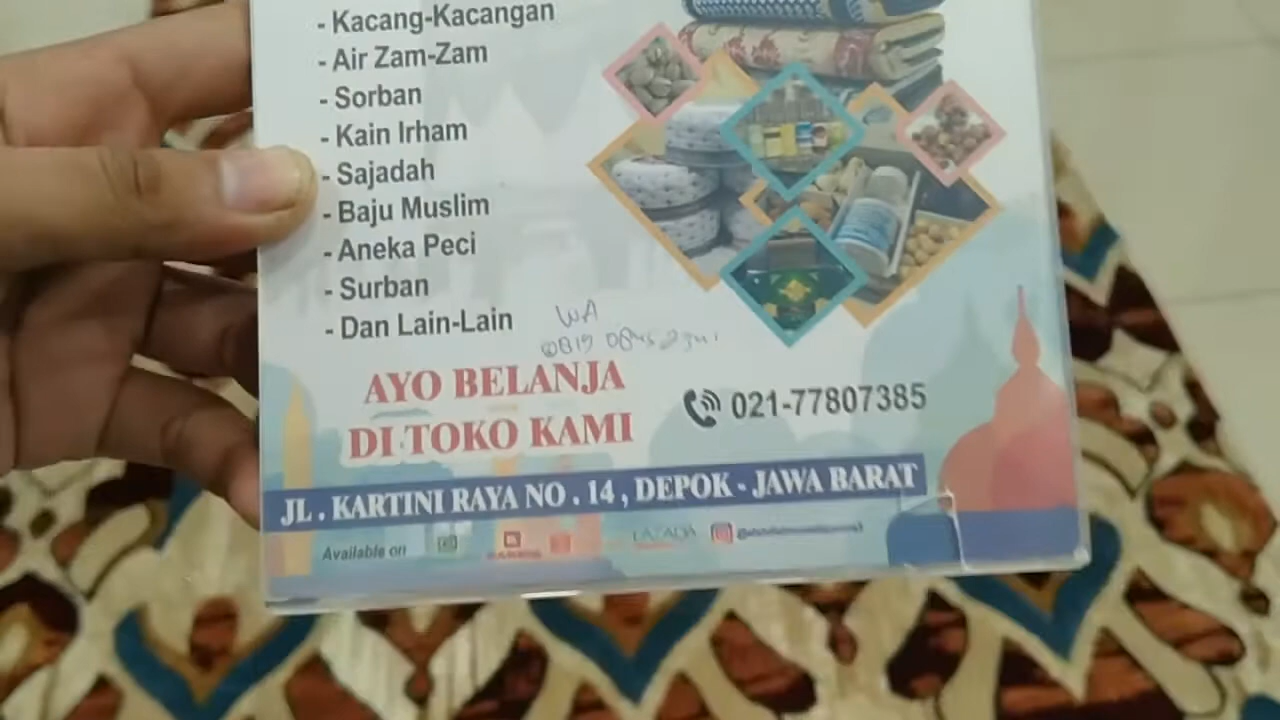 - Kacang-Kacangan
- Air Zam-Zam
- Sorban
- Kain Irham
- Sajadah
- Baju Muslim
- Aneka Peci
- Surban
- Dan Lain-Lain
WA
AYO BELANJA
DI TOKO KAMI
021-77807385
JL . KARTINI RAYA NO . 14 , DEPOK - JAWA BARAT
Available on
LAZADA